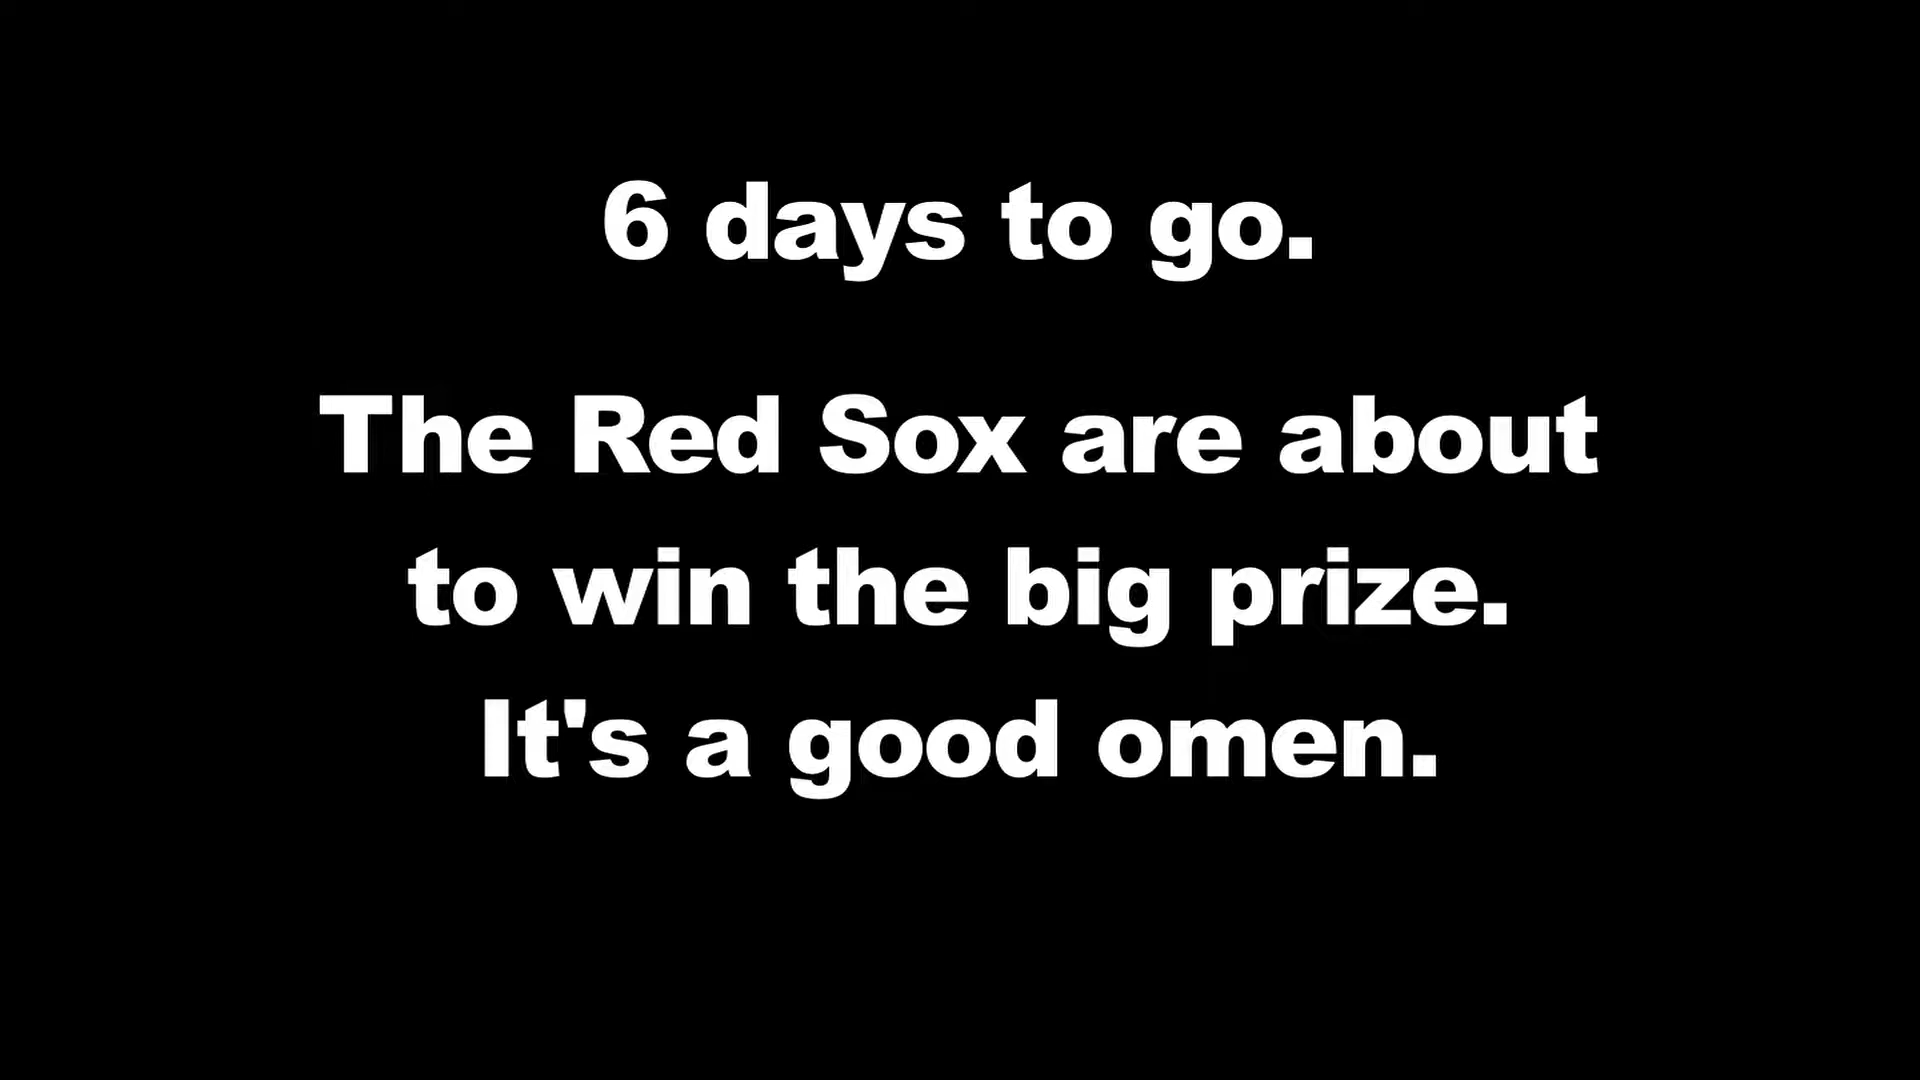 6 days to go.
The Red Sox are about
to win the big prize.
It's a good omen.